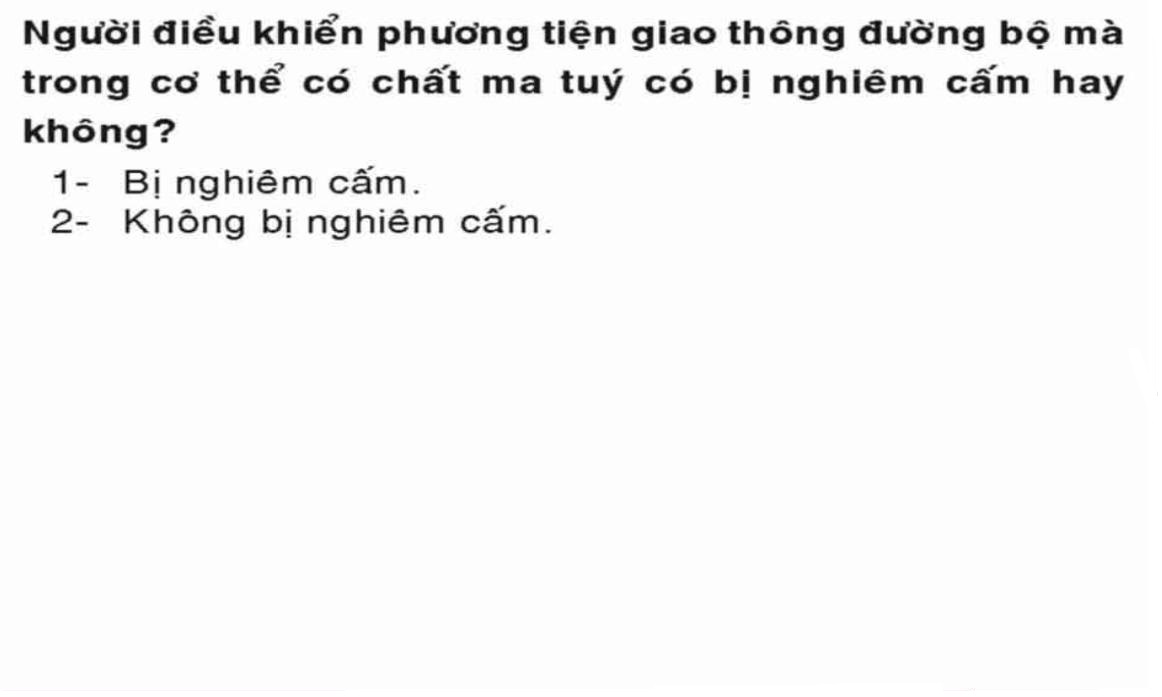 Người điều khiển phương tiện giao thông đường bộ mà
trong cơ thể có chất ma tuý có bị nghiêm cấm hay
không?
1- Bị nghiêm cấm.
2- Không bị nghiêm cấm.